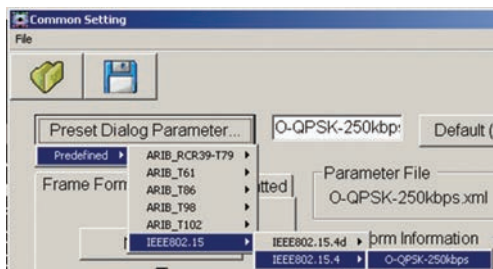 Common Setting
File
Preset Dialog Parameter...
O-QPSK-250kbp
Default (
Predefined
ARIB_RCR39-T79
ARIB_T61
ARIB_T86
ARIB_T98
ARIB_T102
IEEE802.15
IEEE802.15.4d
IEEE802.15.4
O-QPSK-250kbps
Frame Form
tted
Parameter File
O-QPSK-250kbps.xml
orm Information